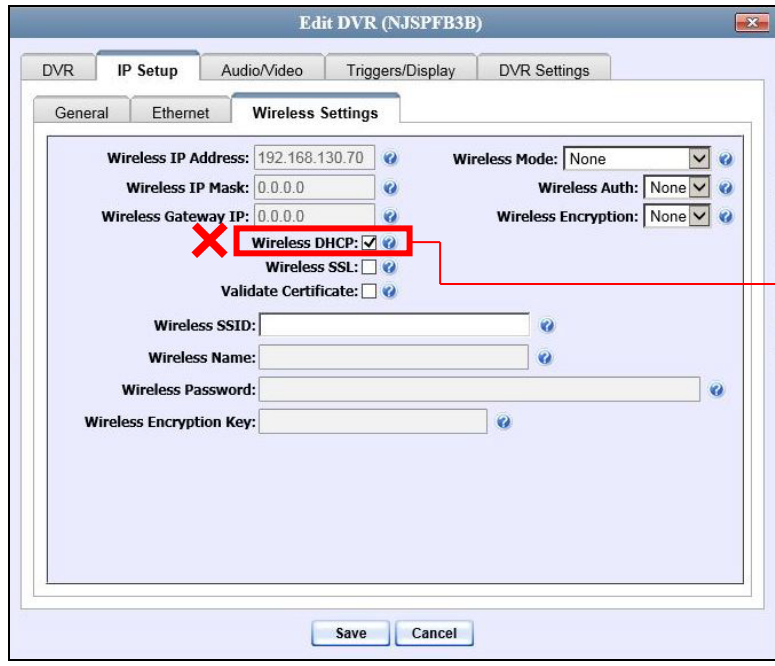 Edit DVR (NJSPFB3B)
DVR IP Setup Audio/Video Triggers/Display DVR Settings
General Ethernet Wireless Settings
Wireless IP Address: 192.168.130.70 Wireless Mode: None
Wireless IP Mask: 0.0.0.0 Wireless Auth: None
Wireless Gateway IP: 0.0.0.0 Wireless Encryption: None
Wireless DHCP:
Wireless SSL:
Validate Certificate:
Wireless SSID:
Wireless Name:
Wireless Password:
Wireless Encryption Key:
Save Cancel